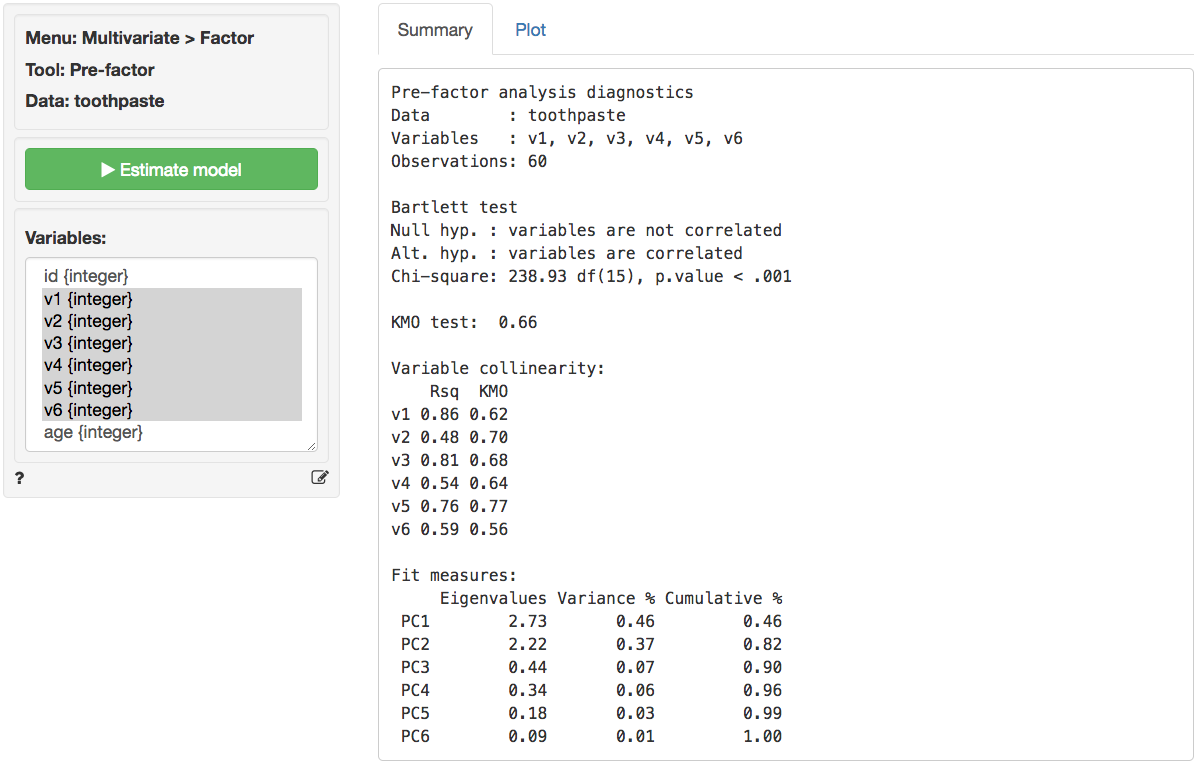 Menu: Multivariate > Factor
Tool: Pre-factor
Data: toothpaste
Estimate model
Variables:
id {integer}
v1 {integer}
v2 {integer}
v3 {integer}
v4 {integer}
v5 {integer}
v6 {integer}
age {integer}
?
Summary Plot
Pre-factor analysis diagnostics
Data        : toothpaste
Variables   : v1, v2, v3, v4, v5, v6
Observations: 60
Bartlett test
Null hyp. : variables are not correlated
Alt. hyp. : variables are correlated
Chi-square: 238.93 df(15), p.value < .001
KMO test:  0.66
Variable collinearity:
    Rsq  KMO
v1 0.86 0.62
v2 0.48 0.70
v3 0.81 0.68
v4 0.54 0.64
v5 0.76 0.77
v6 0.59 0.56
Fit measures:
     Eigenvalues Variance % Cumulative %
 PC1        2.73       0.46         0.46
 PC2        2.22       0.37         0.82
 PC3        0.44       0.07         0.90
 PC4        0.34       0.06         0.96
 PC5        0.18       0.03         0.99
 PC6        0.09       0.01         1.00